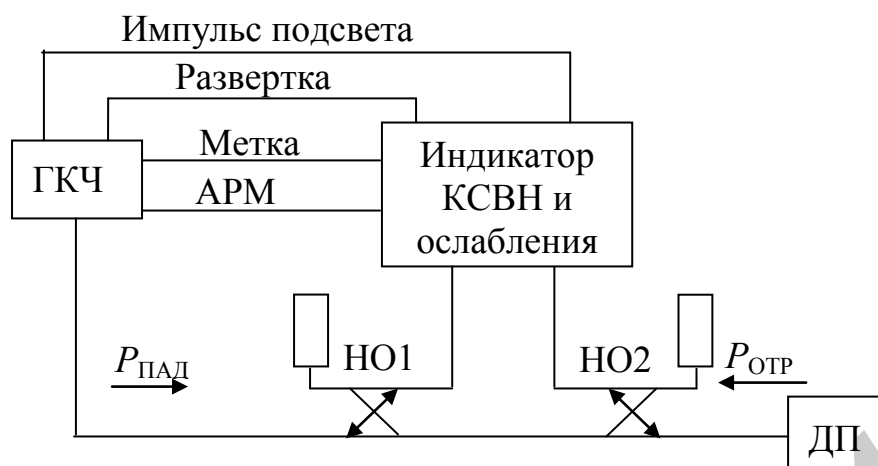 Импульс подсвета
Развертка
Метка
АРМ
ГКЧ
Индикатор
КСВН и
ослабления
НО1
НО2
PПАД
PОТР
ДП